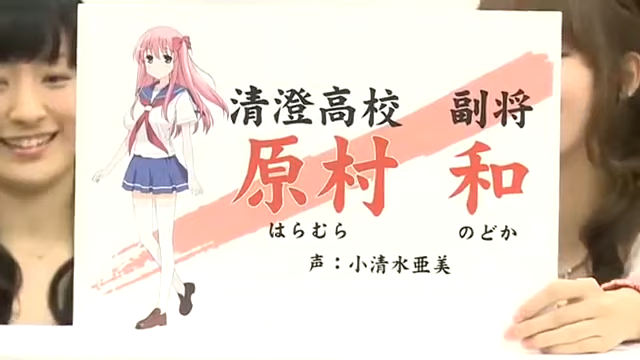 清澄高校 副将
原村 和
はらむら のどか
声：小清水亜美